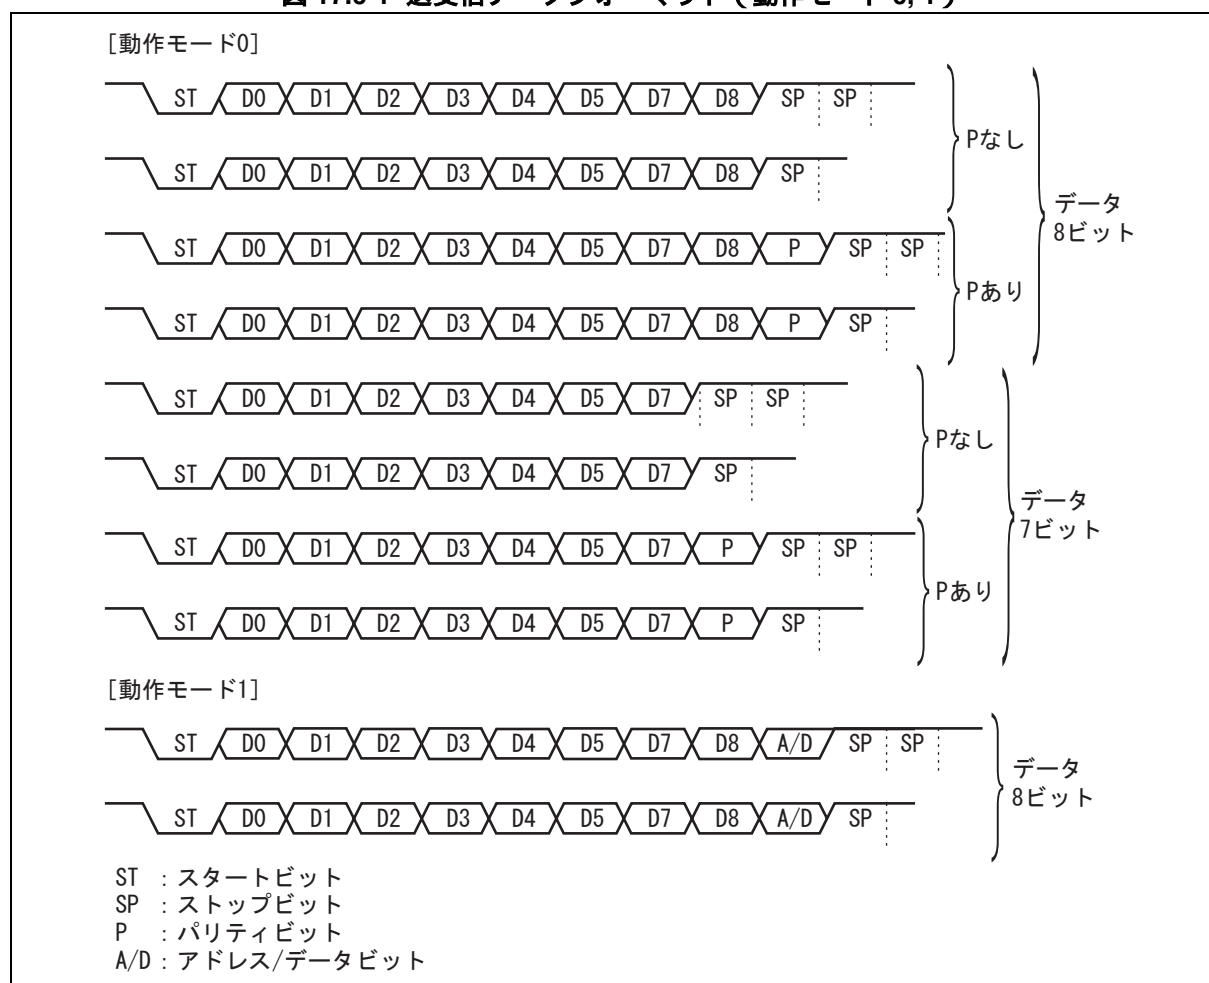 [動作モード0]
ST D0 D1 D2 D3 D4 D5 D7 D8 SP SP
Pなし
ST D0 D1 D2 D3 D4 D5 D7 D8 SP
データ
8ビット
ST D0 D1 D2 D3 D4 D5 D7 D8 P SP SP
Pあり
ST D0 D1 D2 D3 D4 D5 D7 D8 P SP
ST D0 D1 D2 D3 D4 D5 D7 SP SP
Pなし
ST D0 D1 D2 D3 D4 D5 D7 SP
データ
7ビット
ST D0 D1 D2 D3 D4 D5 D7 P SP SP
Pあり
ST D0 D1 D2 D3 D4 D5 D7 P SP
[動作モード1]
ST D0 D1 D2 D3 D4 D5 D7 D8 A/D SP SP
データ
8ビット
ST D0 D1 D2 D3 D4 D5 D7 D8 A/D SP
ST : スタートビット
SP : ストップビット
P : パリティビット
A/D : アドレス/データビット